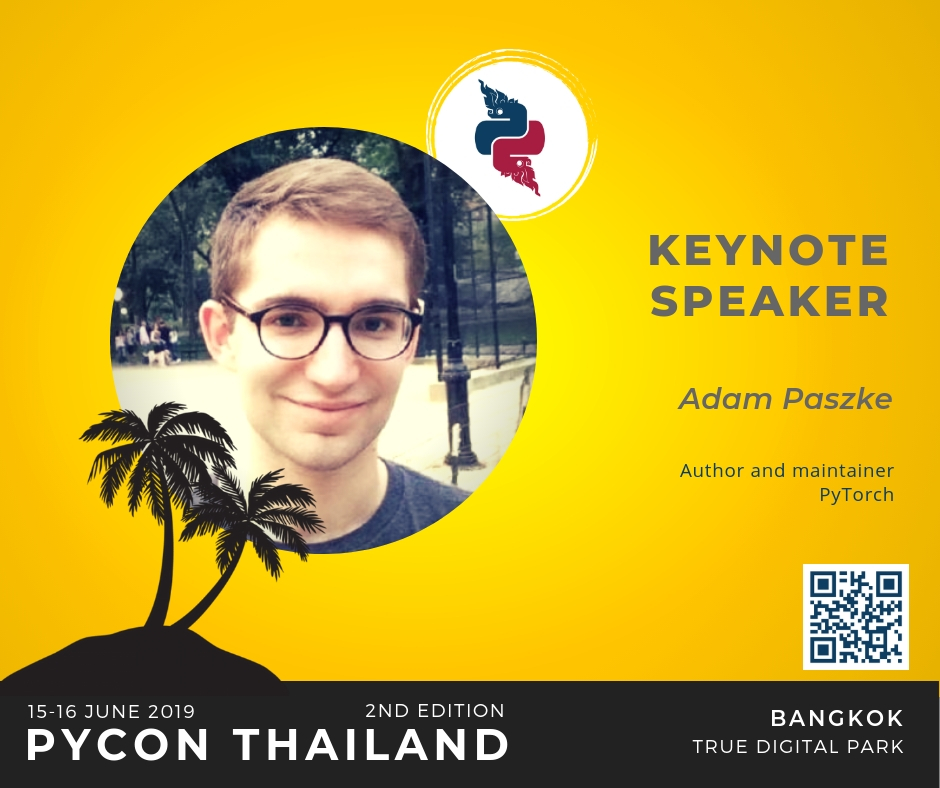 KEYNOTE
SPEAKER
Adam Paszke
Author and maintainer
PyTorch
15-16 JUNE 2019
2ND EDITION
PYCON THAILAND
BANGKOK
TRUE DIGITAL PARK